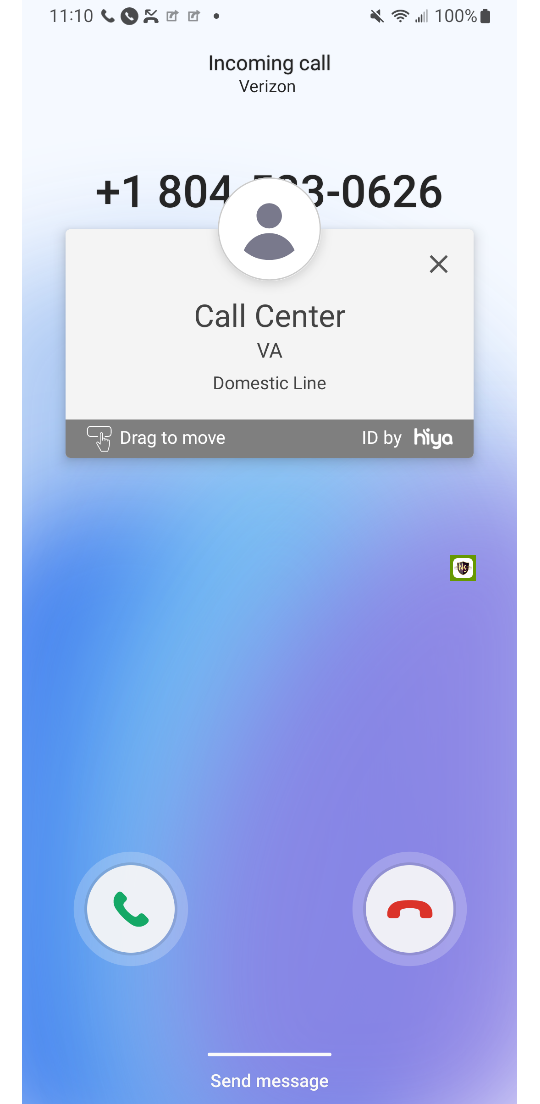 11:10
100%
Incoming call
Verizon
+1 804 3-0626
Call Center
VA
Domestic Line
Drag to move
ID by hiya
Send message